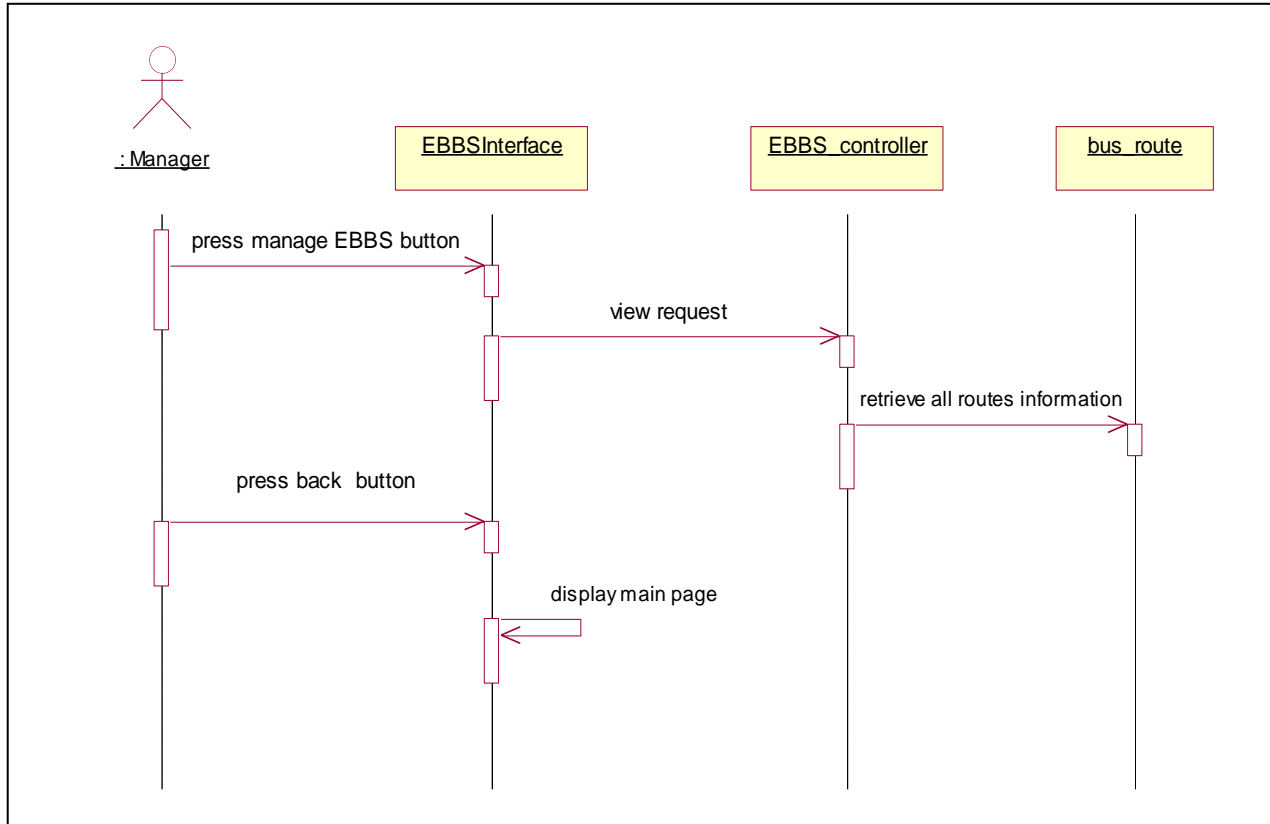 : Manager
EBBSInterface
EBBS_controller
bus_route
press manage EBBS button
view request
retrieve all routes information
press back button
display main page